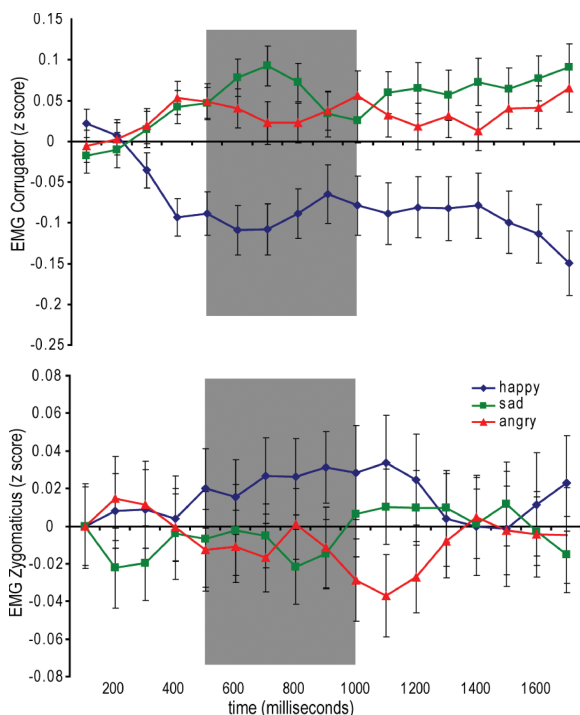 0.15
0.1
0.05
0
-0.05
-0.1
-0.15
-0.2
-0.25
EMG Corrugator (z score)
0.08
0.06
0.04
0.02
0
-0.02
-0.04
-0.06
-0.08
EMG Zygomaticus (z score)
happy
sad
angry
200 400 600 800 1000 1200 1400 1600
time (milliseconds)